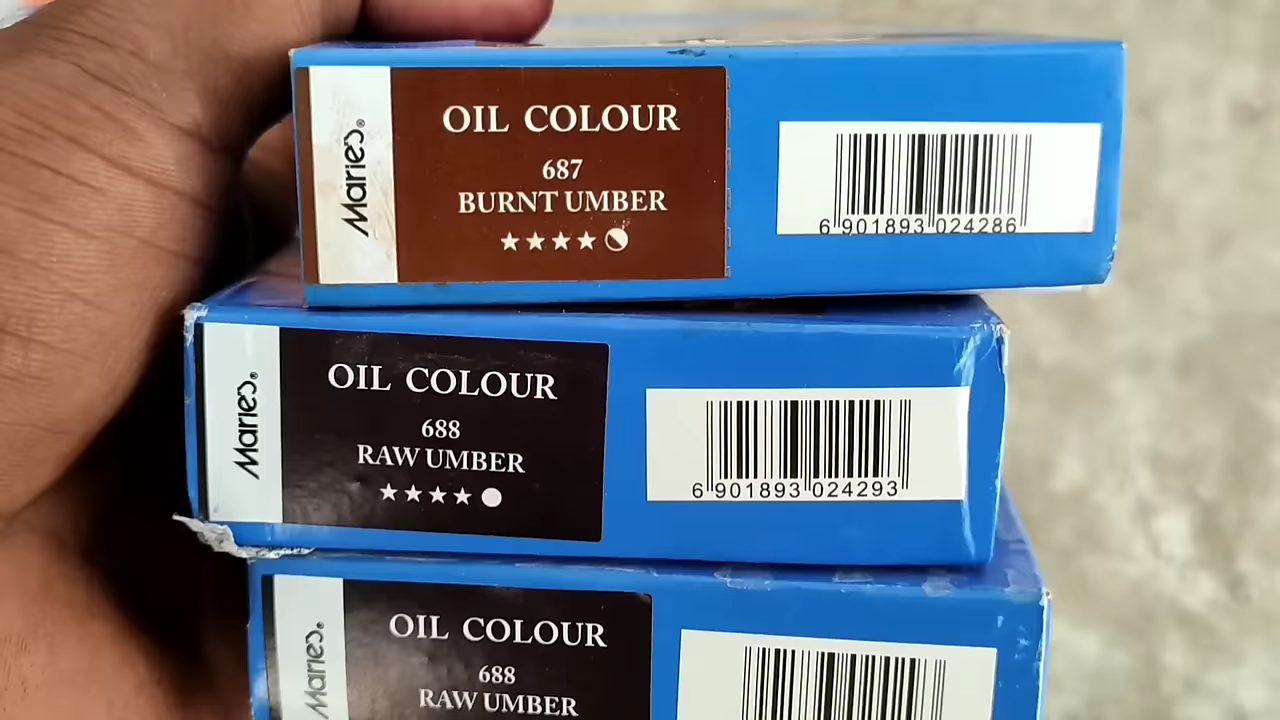 Marie's®
OIL COLOUR
687
BURNT UMBER
★★★★
6 901893 024286
Marie's®
OIL COLOUR
688
RAW UMBER
★★★★●
6 901893 024293
Marie's®
OIL COLOUR
688
RAW UMBER